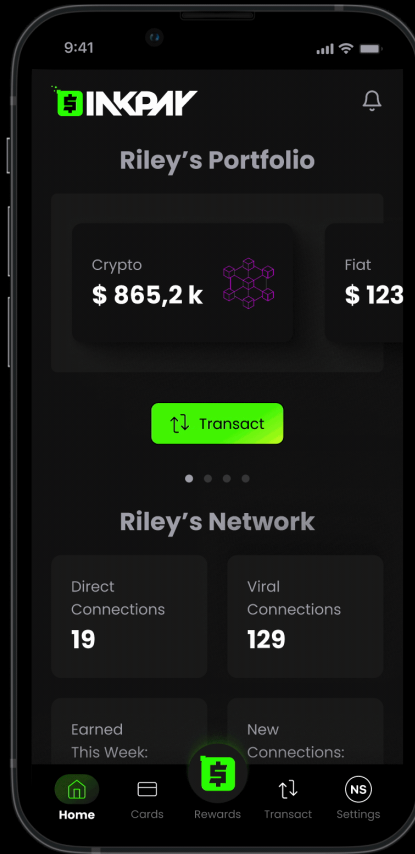 9:41
INKPAY
Riley’s Portfolio
Crypto
$ 865,2 k
Fiat
$ 123
Transact
Riley’s Network
Direct
Connections
19
Viral
Connections
129
Earned
This Week:
New
Connections:
Home
Cards
Rewards
Transact
NS
Settings